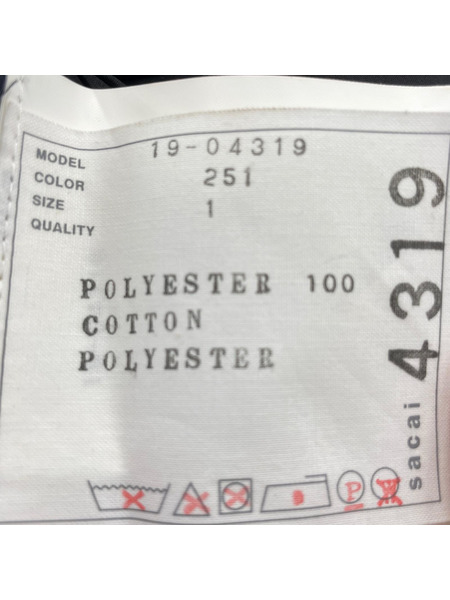 MODEL 19-04319
COLOR 251
SIZE 1
QUALITY
POLYESTER 100
COTTON
POLYESTER
P
sacai 4319